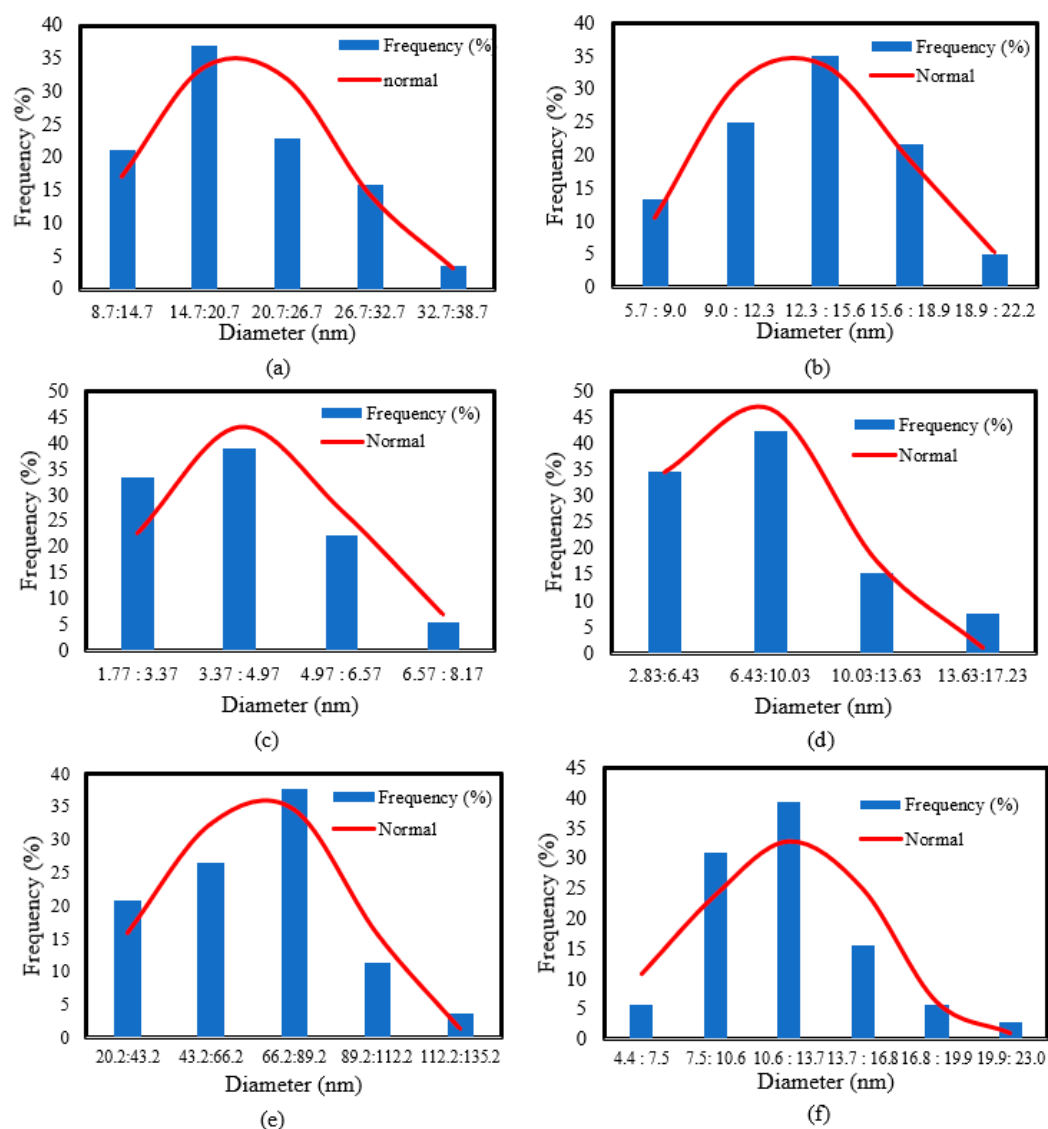 40
35
30
25
20
15
10
5
0
Frequency (%)
Frequency (%)
normal
8.7:14.7 14.7:20.7 20.7:26.7 26.7:32.7 32.7:38.7
Diameter (nm)
(a)
40
35
30
25
20
15
10
5
0
Frequency (%)
Frequency (%)
Normal
5.7 : 9.0 9.0 : 12.3 12.3 : 15.6 15.6 : 18.9 18.9 : 22.2
Diameter (nm)
(b)
50
45
40
35
30
25
20
15
10
5
0
Frequency (%)
Frequency (%)
Normal
1.77 : 3.37 3.37 : 4.97 4.97 : 6.57 6.57 : 8.17
Diameter (nm)
(c)
50
45
40
35
30
25
20
15
10
5
0
Frequency (%)
Frequency (%)
Normal
2.83:6.43 6.43:10.03 10.03:13.63 13.63:17.23
Diameter (nm)
(d)
40
35
30
25
20
15
10
5
0
Frequency (%)
Frequency (%)
Normal
20.2:43.2 43.2:66.2 66.2:89.2 89.2:112.2 112.2:135.2
Diameter (nm)
(e)
45
40
35
30
25
20
15
10
5
0
Frequency (%)
Frequency (%)
Normal
4.4 : 7.5 7.5: 10.6 10.6 : 13.7 13.7 : 16.8 16.8 : 19.9 19.9: 23.0
Diameter (nm)
(f)